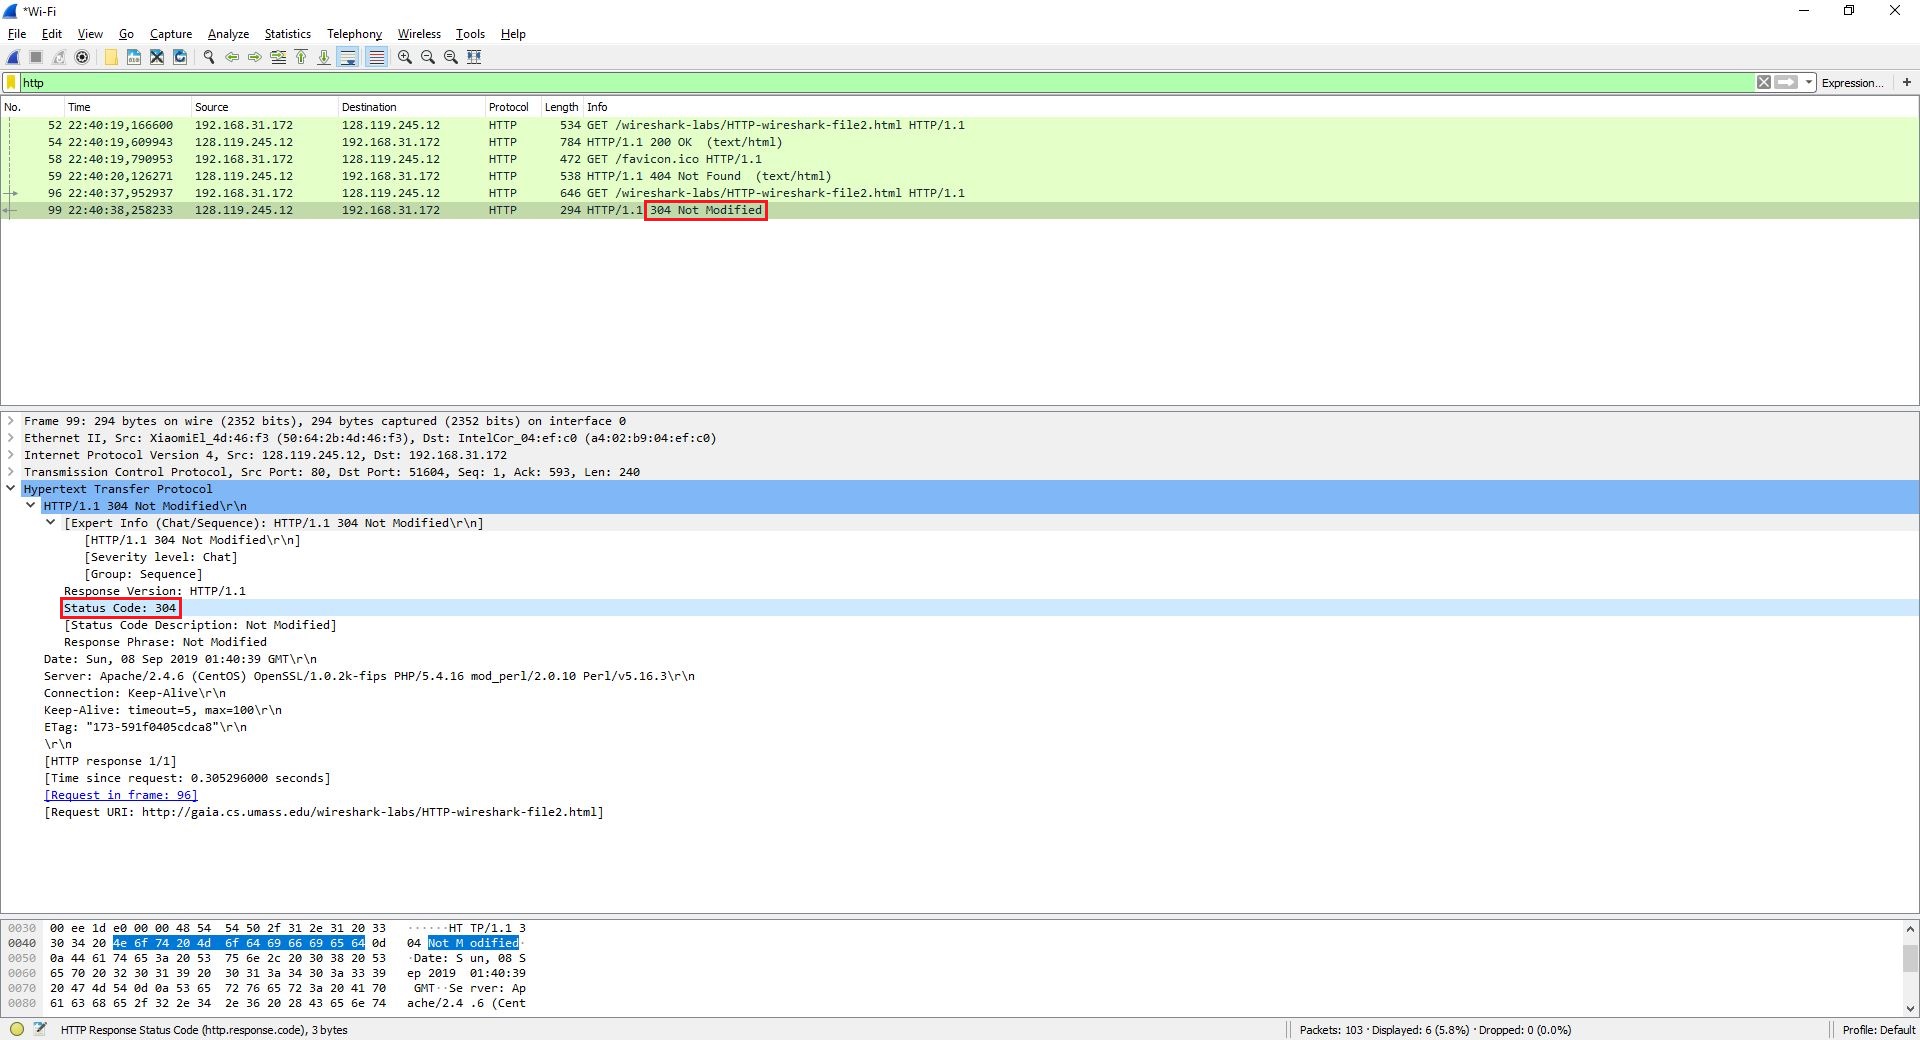 *Wi-Fi
File Edit View Go Capture Analyze Statistics Telephony Wireless Tools Help
http Expression... +
No. Time Source Destination Protocol Length Info
52 22:40:19,166600 192.168.31.172 128.119.245.12 HTTP 534 GET /wireshark-labs/HTTP-wireshark-file2.html HTTP/1.1
54 22:40:19,609943 128.119.245.12 192.168.31.172 HTTP 784 HTTP/1.1 200 OK (text/html)
58 22:40:19,790953 192.168.31.172 128.119.245.12 HTTP 472 GET /favicon.ico HTTP/1.1
59 22:40:20,126271 128.119.245.12 192.168.31.172 HTTP 538 HTTP/1.1 404 Not Found (text/html)
96 22:40:37,952937 192.168.31.172 128.119.245.12 HTTP 646 GET /wireshark-labs/HTTP-wireshark-file2.html HTTP/1.1
99 22:40:38,258233 128.119.245.12 192.168.31.172 HTTP 294 HTTP/1.1 304 Not Modified
Frame 99: 294 bytes on wire (2352 bits), 294 bytes captured (2352 bits) on interface 0
Ethernet II, Src: XiaomiEl_4d:46:f3 (50:64:2b:4d:46:f3), Dst: IntelCor_04:ef:c0 (a4:02:b9:04:ef:c0)
Internet Protocol Version 4, Src: 128.119.245.12, Dst: 192.168.31.172
Transmission Control Protocol, Src Port: 80, Dst Port: 51604, Seq: 1, Ack: 593, Len: 240
Hypertext Transfer Protocol
HTTP/1.1 304 Not Modified\r\n
[Expert Info (Chat/Sequence): HTTP/1.1 304 Not Modified\r\n]
[HTTP/1.1 304 Not Modified\r\n]
[Severity level: Chat]
[Group: Sequence]
Response Version: HTTP/1.1
Status Code: 304
[Status Code Description: Not Modified]
Response Phrase: Not Modified
Date: Sun, 08 Sep 2019 01:40:39 GMT\r\n
Server: Apache/2.4.6 (CentOS) OpenSSL/1.0.2k-fips PHP/5.4.16 mod_perl/2.0.10 Perl/v5.16.3\r\n
Connection: Keep-Alive\r\n
Keep-Alive: timeout=5, max=100\r\n
ETag: "173-591f0405cdca8"\r\n
\r\n
[HTTP response 1/1]
[Time since request: 0.305296000 seconds]
[Request in frame: 96]
[Request URI: http://gaia.cs.umass.edu/wireshark-labs/HTTP-wireshark-file2.html]
0030 00 ee 1d e0 00 00 48 54 54 50 2f 31 2e 31 20 33 ······HT TP/1.1 3
0040 30 34 20 4e 6f 74 20 4d 6f 64 69 66 69 65 64 0d 04 Not M odified·
0050 0a 44 61 74 65 3a 20 53 75 6e 2c 20 30 38 20 53 ·Date: S un, 08 S
0060 65 70 20 32 30 31 39 20 30 31 3a 34 30 3a 33 39 ep 2019 01:40:39
0070 20 47 4d 54 0d 0a 53 65 72 76 65 72 3a 20 41 70 GMT··Se rver: Ap
0080 61 63 68 65 2f 32 2e 34 2e 36 20 28 43 65 6e 74 ache/2.4 .6 (Cent
HTTP Response Status Code (http.response.code), 3 bytes Packets: 103 · Displayed: 6 (5.8%) · Dropped: 0 (0.0%) Profile: Default